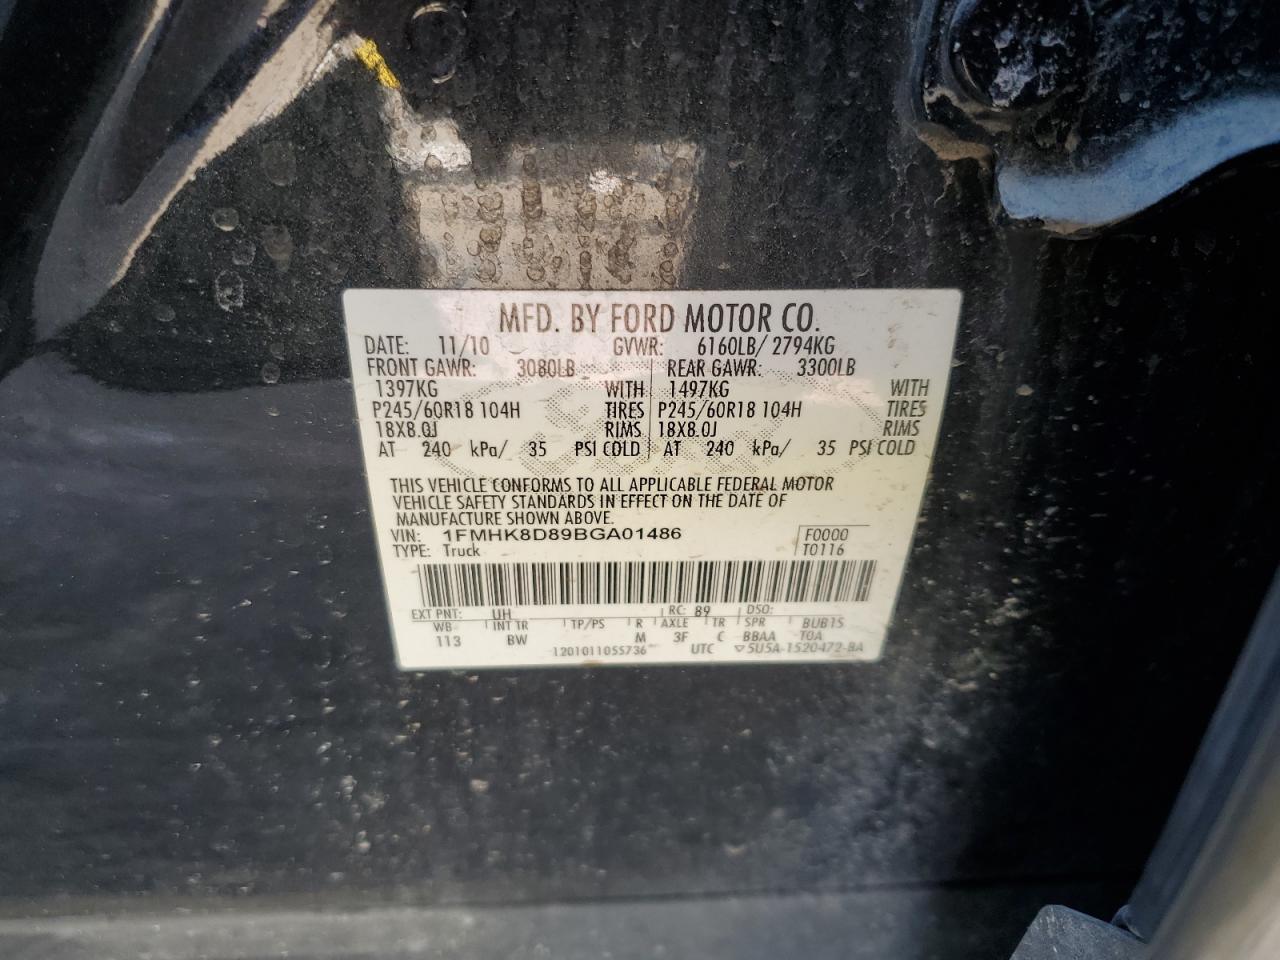 MFD. BY FORD MOTOR CO.
DATE: 11/10 GVWR: 6160LB/ 2794KG
FRONT GAWR: 3080LB REAR GAWR: 3300LB
1397KG WITH 1497KG WITH
P245/60R18 104H TIRES P245/60R18 104H TIRES
18X8.0J RIMS 18X8.0J RIMS
AT 240 kPa/ 35 PSI COLD AT 240 kPa/ 35 PSI COLD
THIS VEHICLE CONFORMS TO ALL APPLICABLE FEDERAL MOTOR
VEHICLE SAFETY STANDARDS IN EFFECT ON THE DATE OF
MANUFACTURE SHOWN ABOVE.
VIN: 1FMHK8D89BGA01486 F0000
TYPE: Truck T0116
EXT PNT: UH RC: 89 DSO:
WB INT TR TP/PS R AXLE TR SPR BUB1S
113 BW M 3F C BBAA TOA
1201011055736 UTC ▽5U5A-1520472-BA